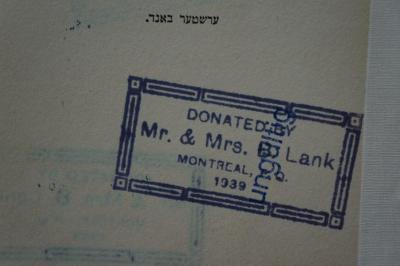 ערשטער באנד.
DONATED BY
Mr. & Mrs. B. Lank
MONTREAL,
1939